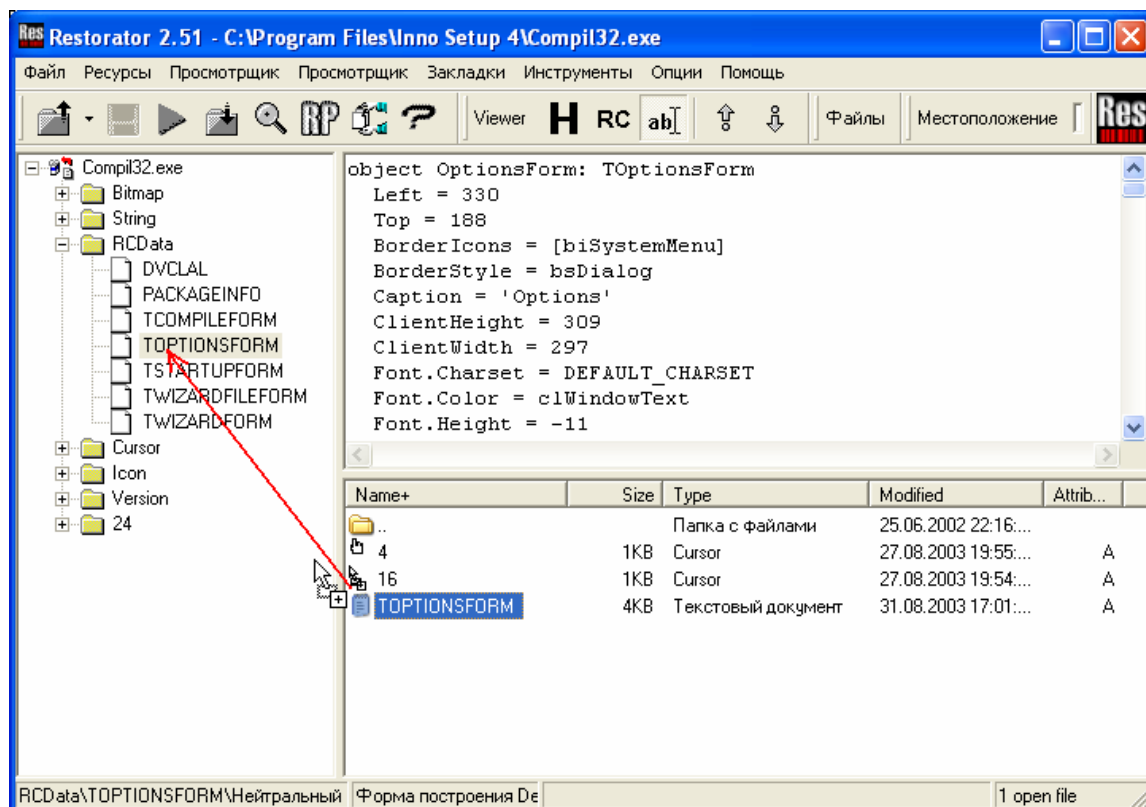 Res Restorator 2.51 - C:\Program Files\Inno Setup 4\Compil32.exe
Файл Ресурсы Просмотрщик Просмотрщик Закладки Инструменты Опции Помощь
RP Viewer H RC ab Файлы Местоположение Res
Compil32.exe
Bitmap
String
RCData
DVCLAL
PACKAGEINFO
TCOMPILEFORM
TOPTIONSFORM
TSTARTUPFORM
TWIZARDFILEFORM
TWIZARDFORM
Cursor
Icon
Version
24
object OptionsForm: TOptionsForm
Left = 330
Top = 188
BorderIcons = [biSystemMenu]
BorderStyle = bsDialog
Caption = 'Options'
ClientHeight = 309
ClientWidth = 297
Font.Charset = DEFAULT_CHARSET
Font.Color = clWindowText
Font.Height = -11
Name+ Size Type Modified Attrib...
.. Папка с файлами 25.06.2002 22:16:...
4 1KB Cursor 27.08.2003 19:55:... A
16 1KB Cursor 27.08.2003 19:54:... A
TOPTIONSFORM 4KB Текстовый документ 31.08.2003 17:01:... A
RCData\TOPTIONSFORM\Нейтральный Форма построения De 1 open file